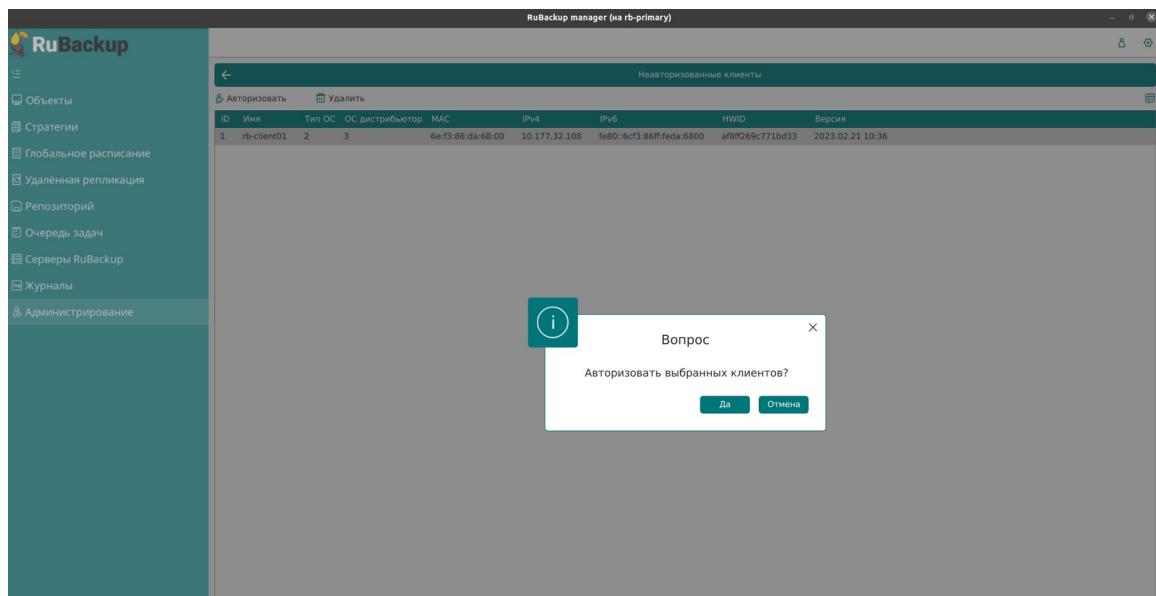 RuBackup manager (на rb-primary)
RuBackup
Объекты
Стратегии
Глобальное расписание
Удалённая репликация
Репозиторий
Очередь задач
Серверы RuBackup
Журналы
Администрирование
Неавторизованные клиенты
Авторизовать Удалить
ID Имя Тип ОС ОС дистрибьютор MAC IPv4 IPv6 HWID Версия
1 rb-client01 2 3 6e:f3:86:da:68:00 10.177.32.108 fe80::6cf3:86ff:feda:6800 af8ff269c771bd33 2023.02.21 10:36
Вопрос
Авторизовать выбранных клиентов?
Да Отмена